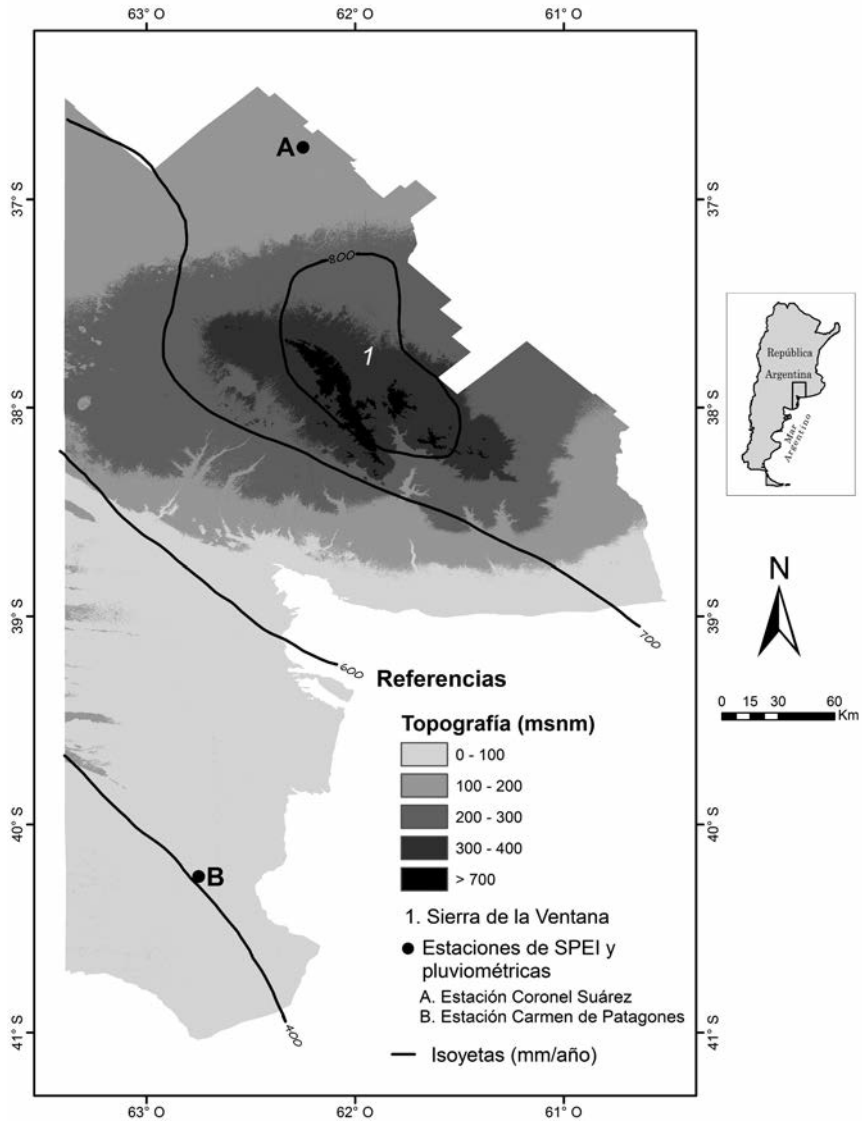 63° O 62° O 61° O
37° S
38° S
39° S
40° S
41° S
A
800
1
700
600
B
400
Referencias
Topografía (msnm)
0 - 100
100 - 200
200 - 300
300 - 400
> 700
1. Sierra de la Ventana
Estaciones de SPEI y
pluviométricas
A. Estación Coronel Suárez
B. Estación Carmen de Patagones
Isoyetas (mm/año)
37° S
38° S
39° S
40° S
41° S
63° O 62° O 61° O
República
Argentina
Mar
Argentino
N
0 15 30 60
Km